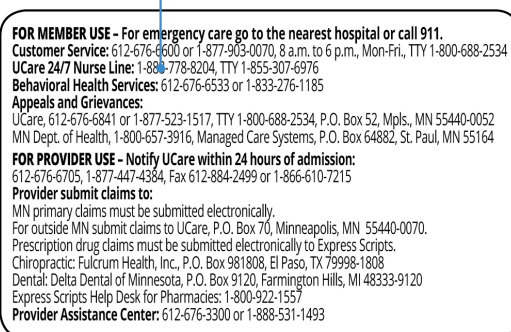 FOR MEMBER USE – For emergency care go to the nearest hospital or call 911.
Customer Service: 612-676-6600 or 1-877-903-0070, 8 a.m. to 6 p.m., Mon-Fri., TTY 1-800-688-2534
UCare 24/7 Nurse Line: 1-888-778-8204, TTY 1-855-307-6976
Behavioral Health Services: 612-676-6533 or 1-833-276-1185
Appeals and Grievances:
UCare, 612-676-6841 or 1-877-523-1517, TTY 1-800-688-2534, P.O. Box 52, Mpls., MN 55440-0052
MN Dept. of Health, 1-800-657-3916, Managed Care Systems, P.O. Box 64882, St. Paul, MN 55164
FOR PROVIDER USE – Notify UCare within 24 hours of admission:
612-676-6705, 1-877-447-4384, Fax 612-884-2499 or 1-866-610-7215
Provider submit claims to:
MN primary claims must be submitted electronically.
For outside MN submit claims to UCare, P.O. Box 70, Minneapolis, MN 55440-0070.
Prescription drug claims must be submitted electronically to Express Scripts.
Chiropractic: Fulcrum Health, Inc., P.O. Box 981808, El Paso, TX 79998-1808
Dental: Delta Dental of Minnesota, P.O. Box 9120, Farmington Hills, MI 48333-9120
Express Scripts Help Desk for Pharmacies: 1-800-922-1557
Provider Assistance Center: 612-676-3300 or 1-888-531-1493